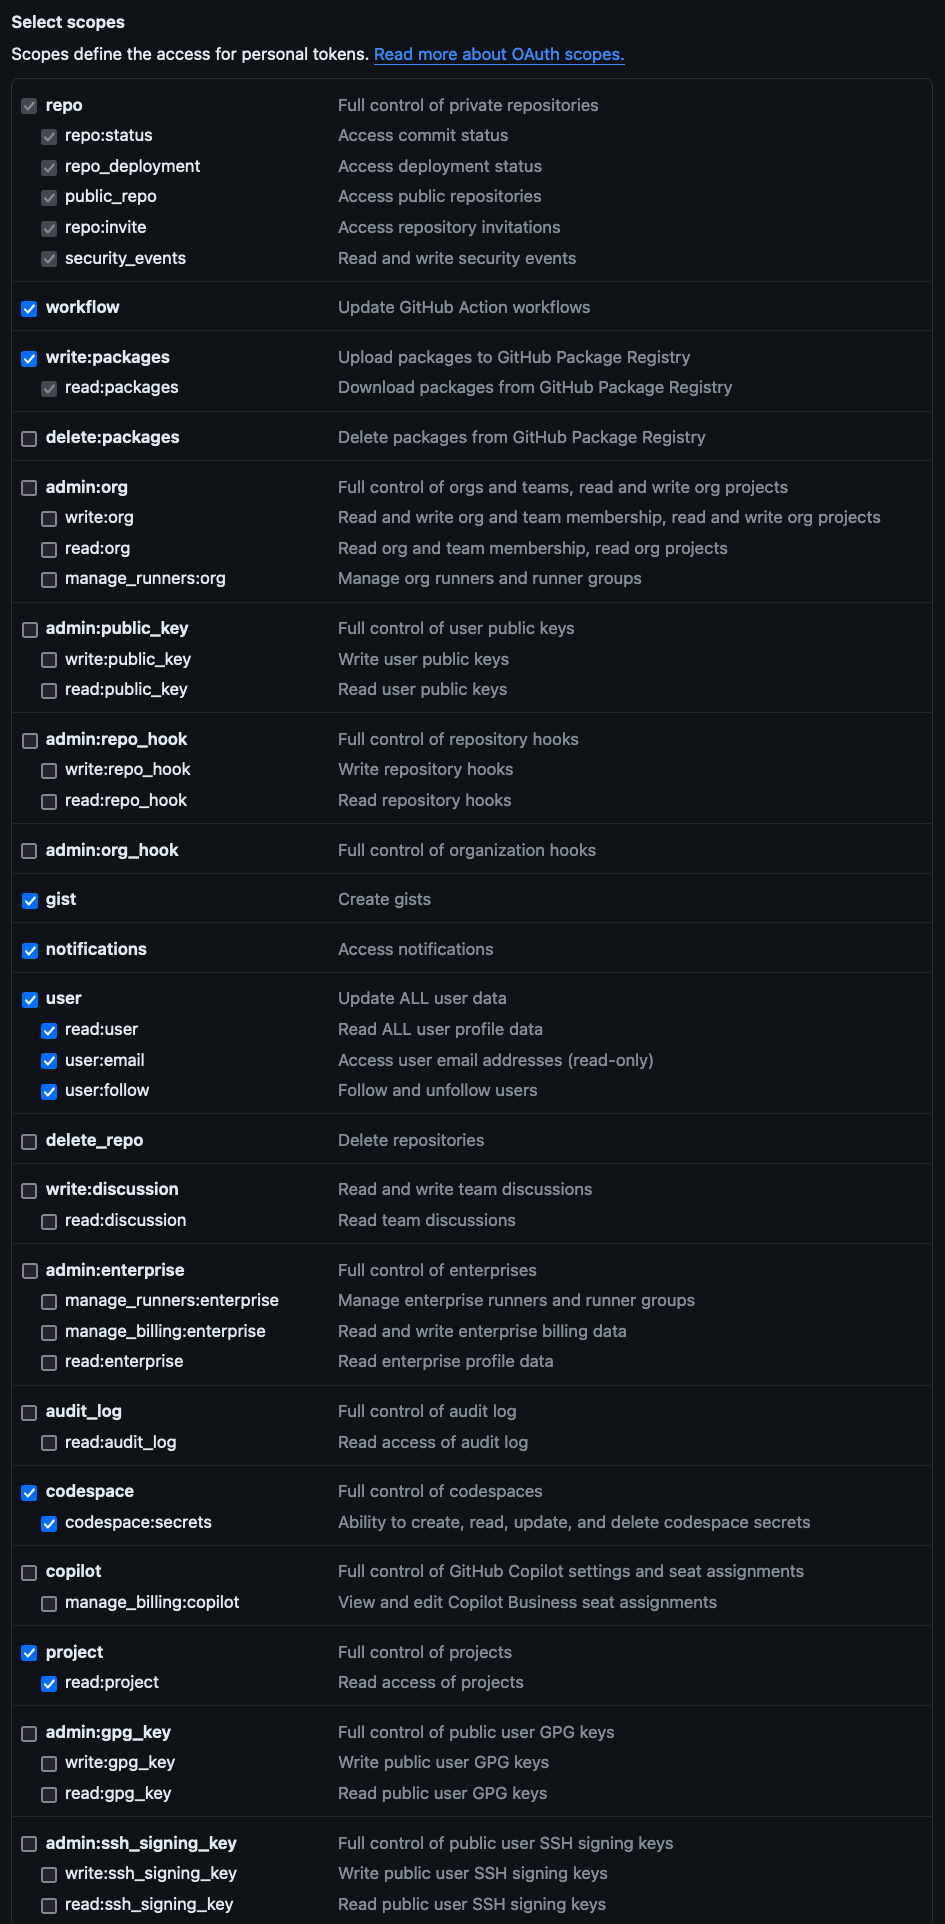 Select scopes
Scopes define the access for personal tokens. Read more about OAuth scopes.
repo Full control of private repositories
repo:status Access commit status
repo_deployment Access deployment status
public_repo Access public repositories
repo:invite Access repository invitations
security_events Read and write security events
workflow Update GitHub Action workflows
write:packages Upload packages to GitHub Package Registry
read:packages Download packages from GitHub Package Registry
delete:packages Delete packages from GitHub Package Registry
admin:org Full control of orgs and teams, read and write org projects
write:org Read and write org and team membership, read and write org projects
read:org Read org and team membership, read org projects
manage_runners:org Manage org runners and runner groups
admin:public_key Full control of user public keys
write:public_key Write user public keys
read:public_key Read user public keys
admin:repo_hook Full control of repository hooks
write:repo_hook Write repository hooks
read:repo_hook Read repository hooks
admin:org_hook Full control of organization hooks
gist Create gists
notifications Access notifications
user Update ALL user data
read:user Read ALL user profile data
user:email Access user email addresses (read-only)
user:follow Follow and unfollow users
delete_repo Delete repositories
write:discussion Read and write team discussions
read:discussion Read team discussions
admin:enterprise Full control of enterprises
manage_runners:enterprise Manage enterprise runners and runner groups
manage_billing:enterprise Read and write enterprise billing data
read:enterprise Read enterprise profile data
audit_log Full control of audit log
read:audit_log Read access of audit log
codespace Full control of codespaces
codespace:secrets Ability to create, read, update, and delete codespace secrets
copilot Full control of GitHub Copilot settings and seat assignments
manage_billing:copilot View and edit Copilot Business seat assignments
project Full control of projects
read:project Read access of projects
admin:gpg_key Full control of public user GPG keys
write:gpg_key Write public user GPG keys
read:gpg_key Read public user GPG keys
admin:ssh_signing_key Full control of public user SSH signing keys
write:ssh_signing_key Write public user SSH signing keys
read:ssh_signing_key Read public user SSH signing keys